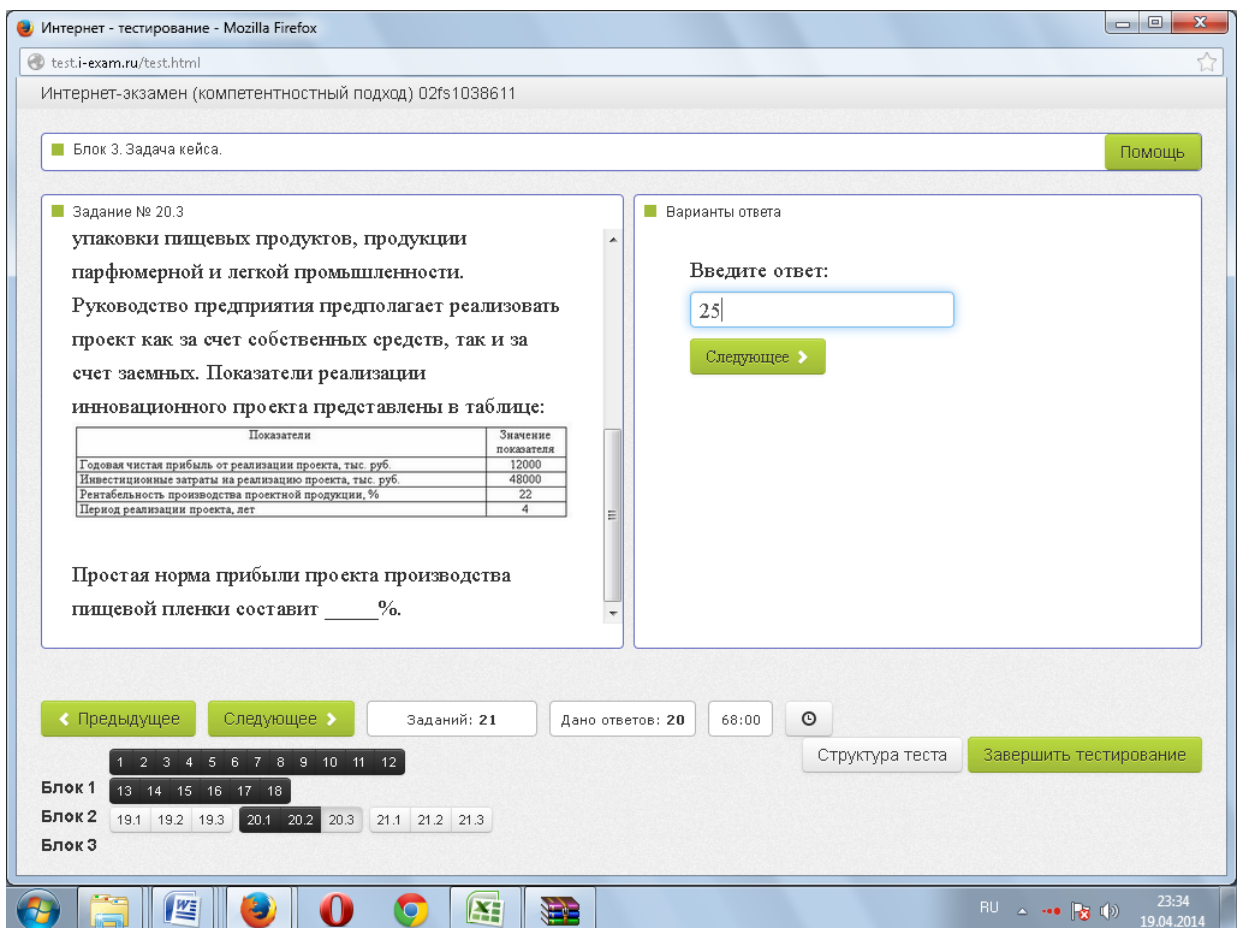 Интернет - тестирование - Mozilla Firefox
test.i-exam.ru/test.html
Интернет-экзамен (компетентностный подход) 02fs1038611
Блок 3. Задача кейса.
Помощь
Задание № 20.3
упаковки пищевых продуктов, продукции
парфюмерной и легкой промышленности.
Руководство предприятия предполагает реализовать
проект как за счет собственных средств, так и за
счет заемных. Показатели реализации
инновационного проекта представлены в таблице:
Показатели Значение
показателя
Годовая чистая прибыль от реализации проекта, тыс. руб. 12000
Инвестиционные затраты на реализацию проекта, тыс. руб. 48000
Рентабельность производства проектной продукции, % 22
Период реализации проекта, лет 4
Простая норма прибыли проекта производства
пищевой пленки составит _____%.
Варианты ответа
Введите ответ:
25
Следующее
Предыдущее Следующее Заданий: 21 Дано ответов: 20 68:00
Структура теста Завершить тестирование
1 2 3 4 5 6 7 8 9 10 11 12
Блок 1 13 14 15 16 17 18
Блок 2 19.1 19.2 19.3 20.1 20.2 20.3 21.1 21.2 21.3
Блок 3
RU 23:34
19.04.2014